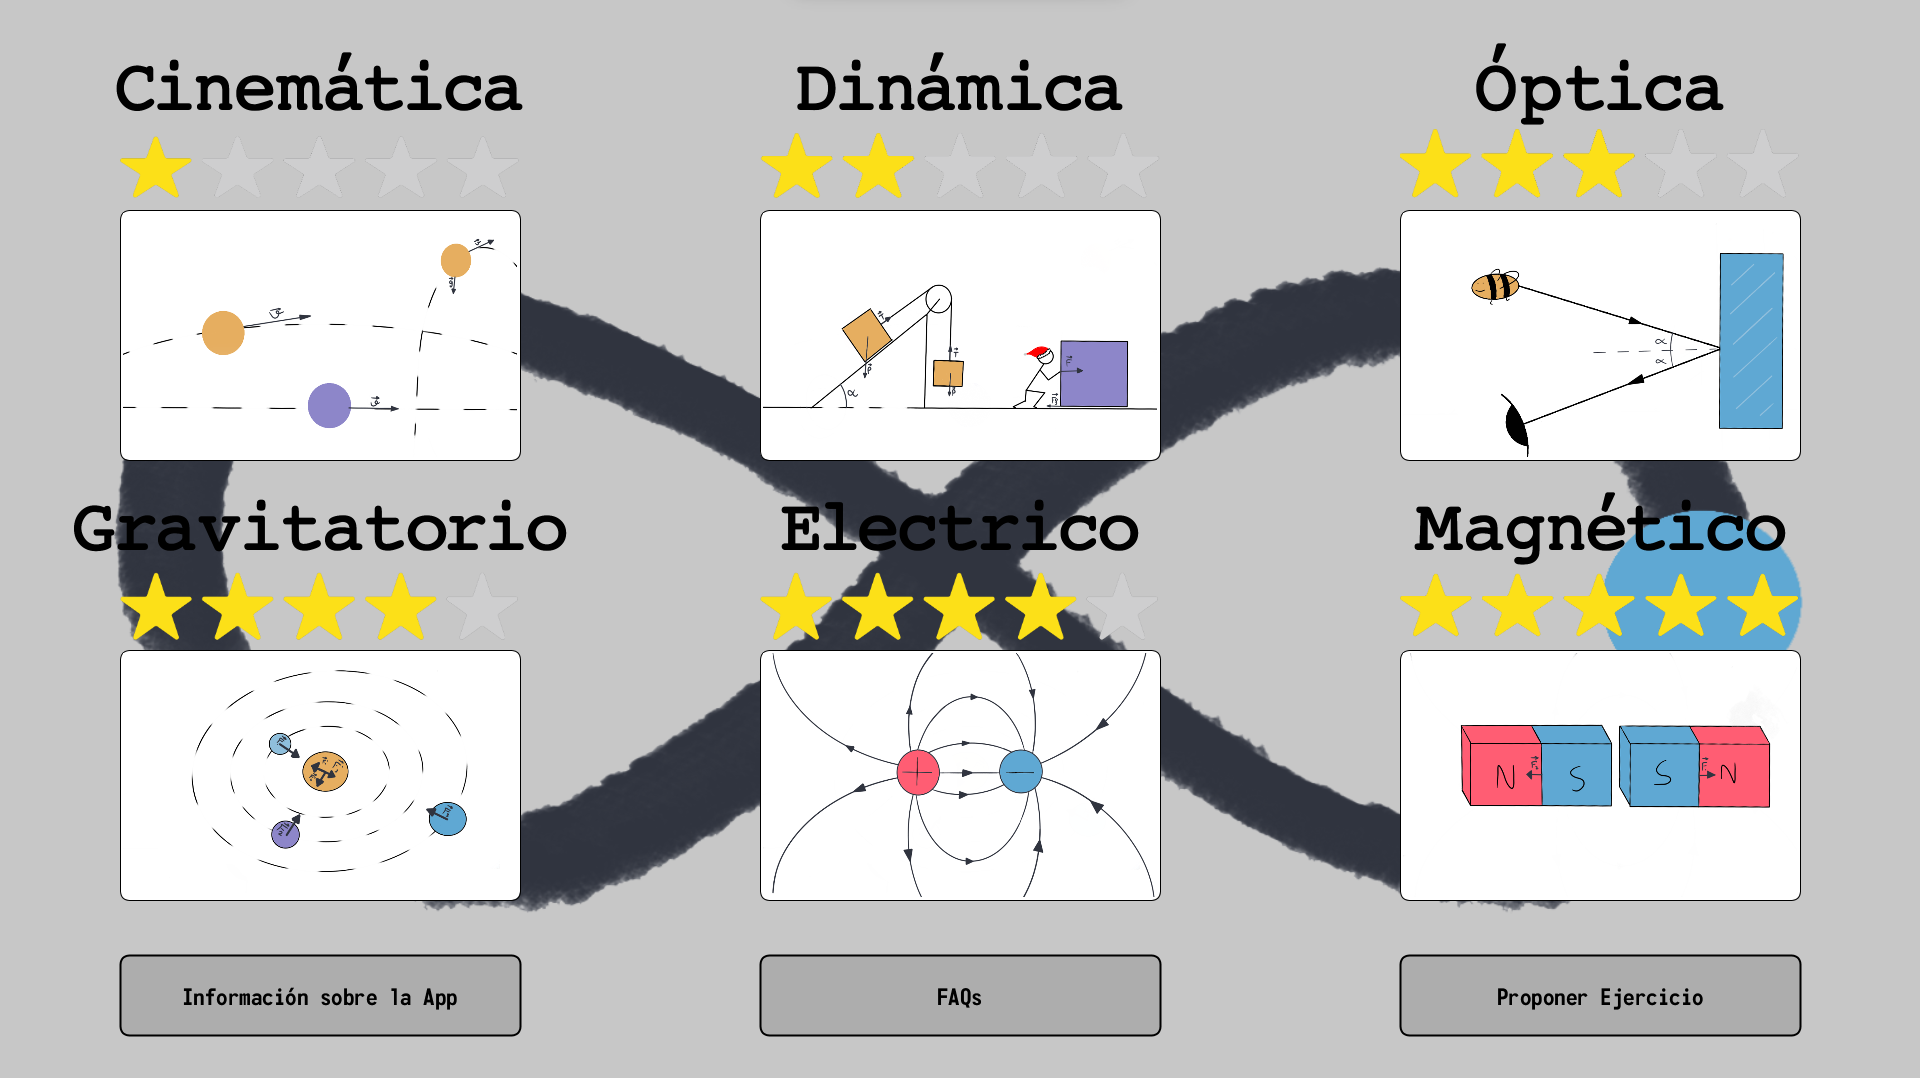 Cinemática
Dinámica
Óptica
α
α
α
Gravitatorio
Electrico
Magnético
N
S
S
N
Información sobre la App
FAQs
Proponer Ejercicio